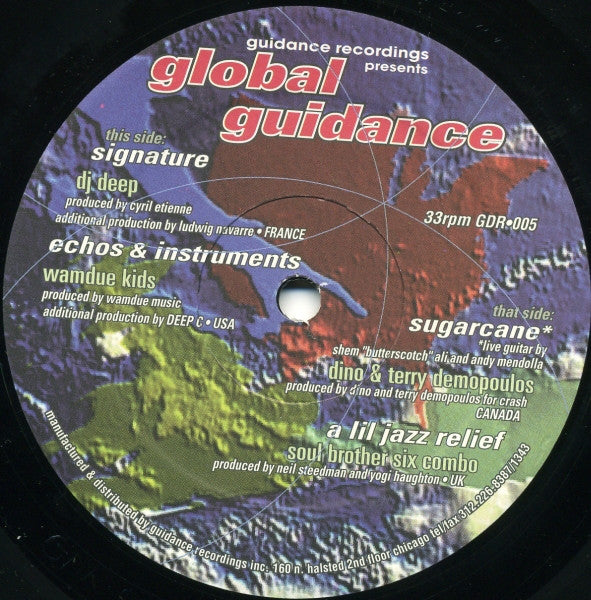 guidance recordings
presents
global
guidance
this side:
signature
dj deep
produced by cyril etienne
additional production by ludwig navarre • FRANCE
echos & instruments
wamdue kids
produced by wamdue music
additional production by DEEP C • USA
33rpm GDR•005
that side:
sugarcane*
*live guitar by
shem "butterscotch" ali and andy mendolla
dino & terry demopoulos
produced by dino and terry demopoulos for crash
CANADA
a lil jazz relief
soul brother six combo
produced by neil steedman and yogi haughton • UK
manufactured & distributed by guidance recordings inc. 160 n. halsted 2nd floor chicago tel/fax 312-226-8387/1343